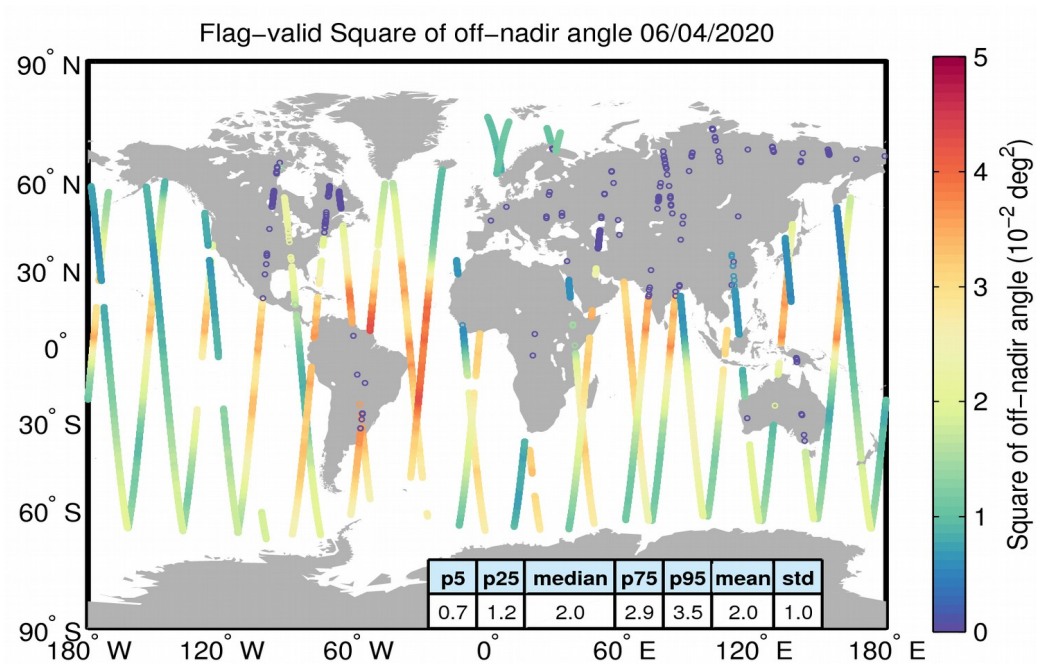 Flag−valid Square of off−nadir angle 06/04/2020
90° N
60° N
30° N
0°
30° S
60° S
90° S
180° W
120° W
60° W
0°
60° E
120° E
180° E
p5 p25 median p75 p95 mean std
0.7 1.2 2.0 2.9 3.5 2.0 1.0
5
4
3
2
1
0
Square of off−nadir angle (10⁻² deg²)